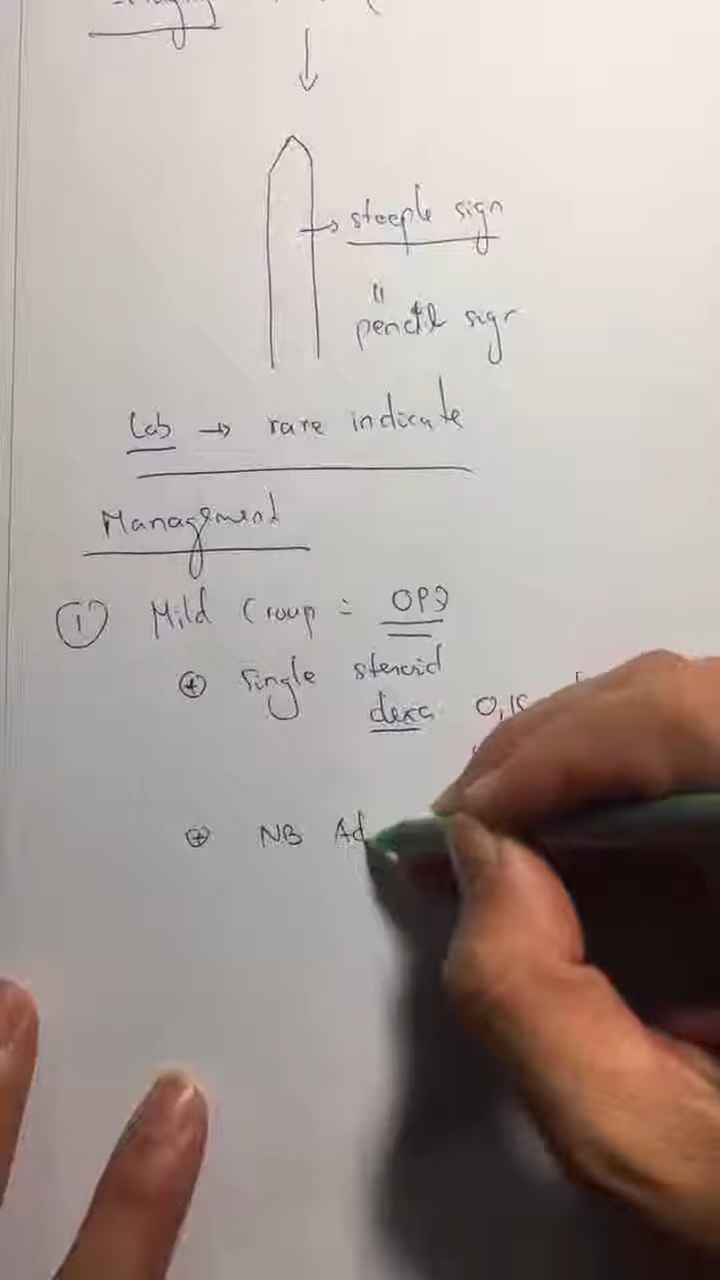 steeple sign
"
pencil sign
Lab → rare indicate
Management
① Mild Croup = OPD
⊕ single steroid
dexa 0,15
⊕ NB Ad